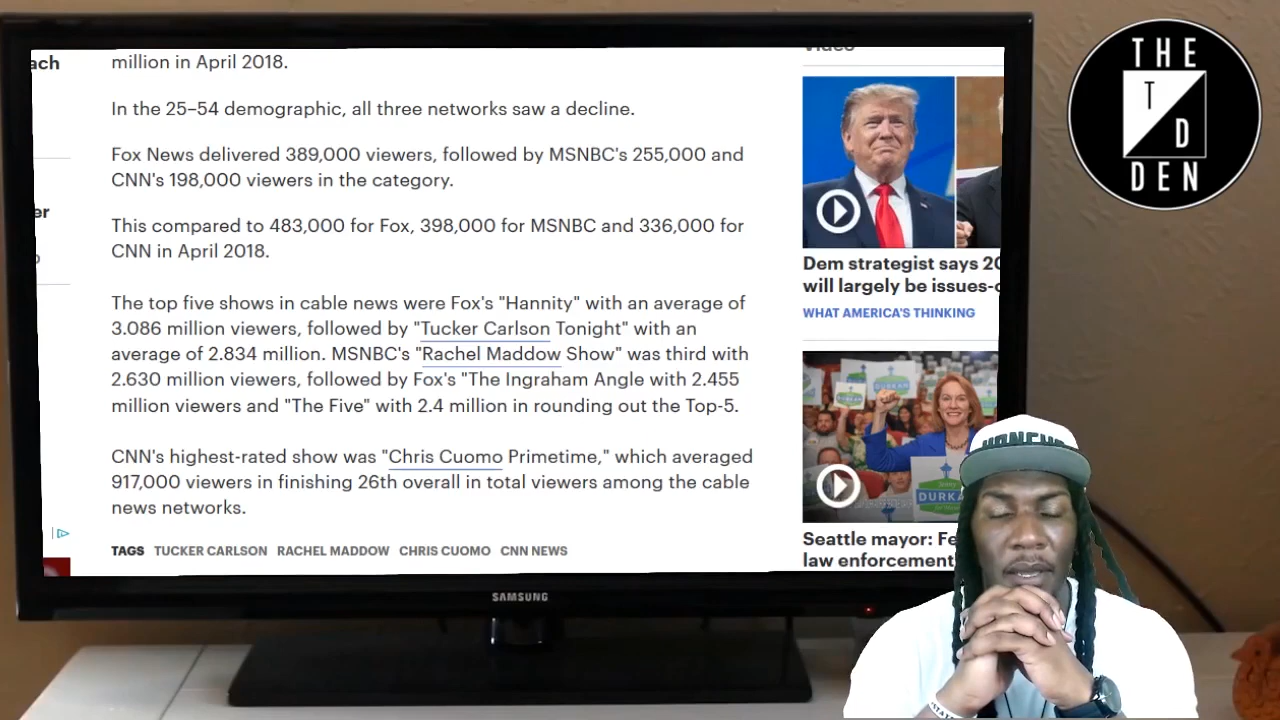 million in April 2018.
In the 25–54 demographic, all three networks saw a decline.
Fox News delivered 389,000 viewers, followed by MSNBC's 255,000 and
CNN's 198,000 viewers in the category.
This compared to 483,000 for Fox, 398,000 for MSNBC and 336,000 for
CNN in April 2018.
The top five shows in cable news were Fox's "Hannity" with an average of
3.086 million viewers, followed by "Tucker Carlson Tonight" with an
average of 2.834 million. MSNBC's "Rachel Maddow Show" was third with
2.630 million viewers, followed by Fox's "The Ingraham Angle with 2.455
million viewers and "The Five" with 2.4 million in rounding out the Top-5.
CNN's highest-rated show was "Chris Cuomo Primetime," which averaged
917,000 viewers in finishing 26th overall in total viewers among the cable
news networks.
TAGS TUCKER CARLSON RACHEL MADDOW CHRIS CUOMO CNN NEWS
ach
er
Video
Dem strategist says 20
will largely be issues-
WHAT AMERICA'S THINKING
DURKAN
DURKA
Seattle mayor: Fe
law enforcement
SAMSUNG
THE
T D
DEN